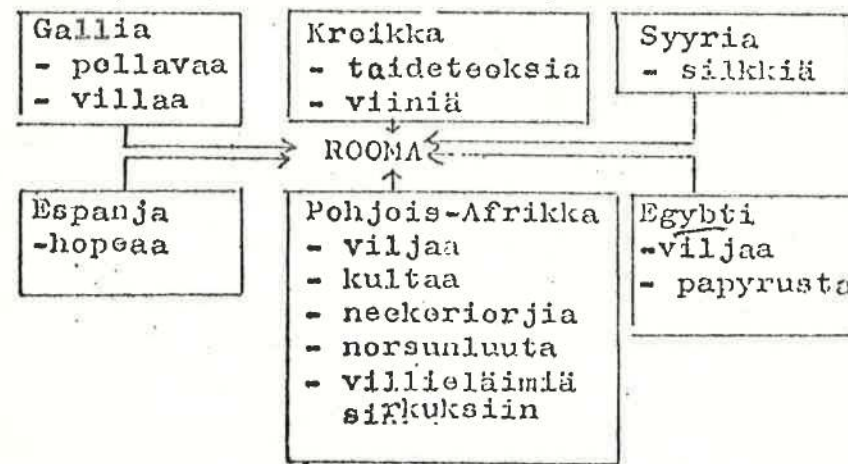 Gallia
- pellavaa
- villaa
Kreikka
- taideteoksia
- viiniä
Syyria
- silkkiä
ROOMA
Espanja
-hopeaa
Pohjois-Afrikka
- viljaa
- kultaa
- neekeriorjia
- norsunluuta
- villieläimiä
sirkuksiin
Egybti
-viljaa
- papyrusta